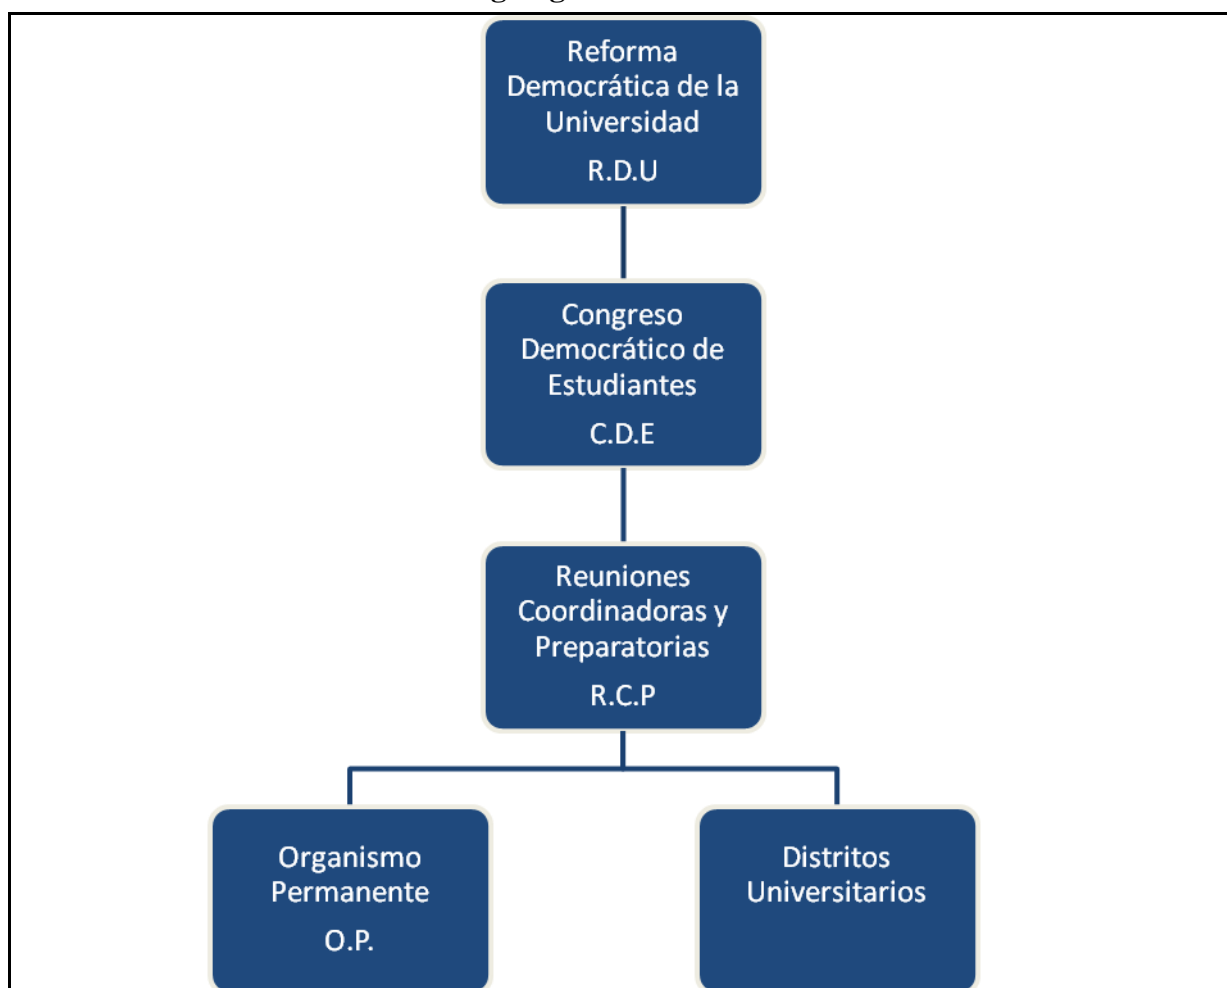 Reforma
Democrática de la
Universidad
R.D.U
Congreso
Democrático de
Estudiantes
C.D.E
Reuniones
Coordinadoras y
Preparatorias
R.C.P
Organismo
Permanente
O.P.
Distritos
Universitarios